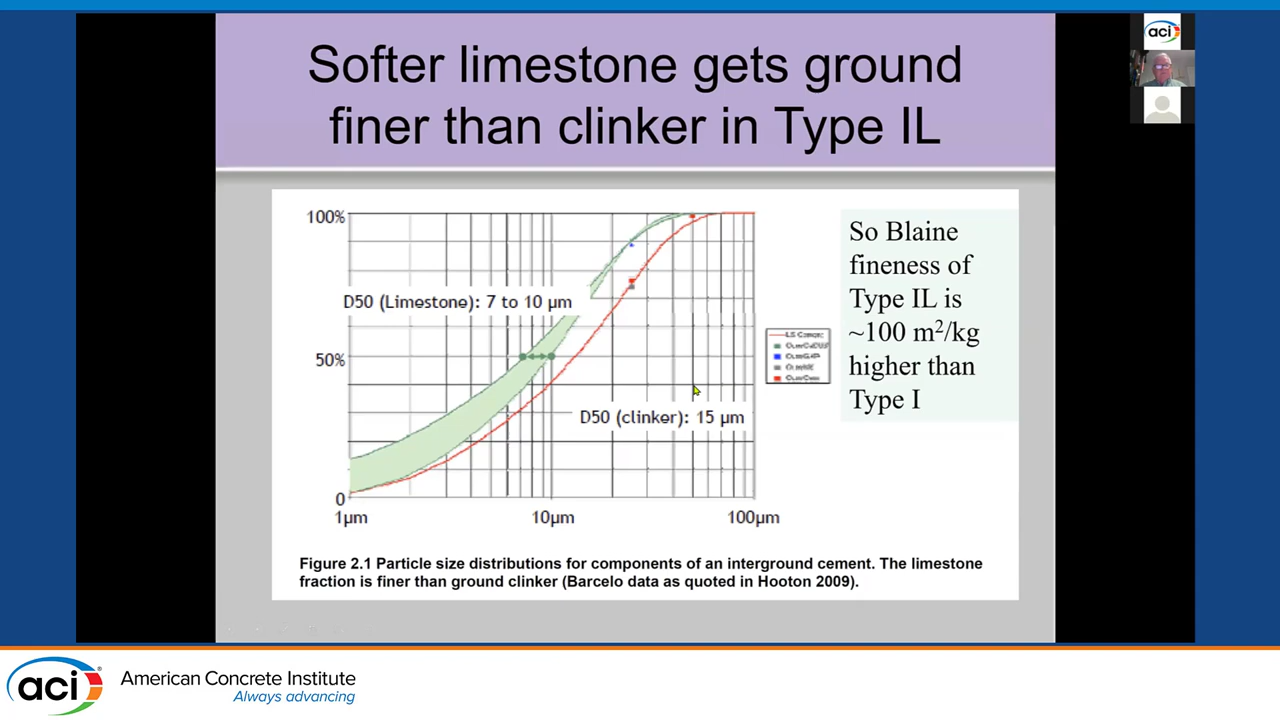 Softer limestone gets ground
finer than clinker in Type IL
aci
100%
D50 (Limestone): 7 to 10 µm
50%
D50 (clinker): 15 µm
0
1µm
10µm
100µm
So Blaine
fineness of
Type IL is
~100 m²/kg
higher than
Type I
Figure 2.1 Particle size distributions for components of an interground cement. The limestone
fraction is finer than ground clinker (Barcelo data as quoted in Hooton 2009).
aci®
American Concrete Institute
Always advancing